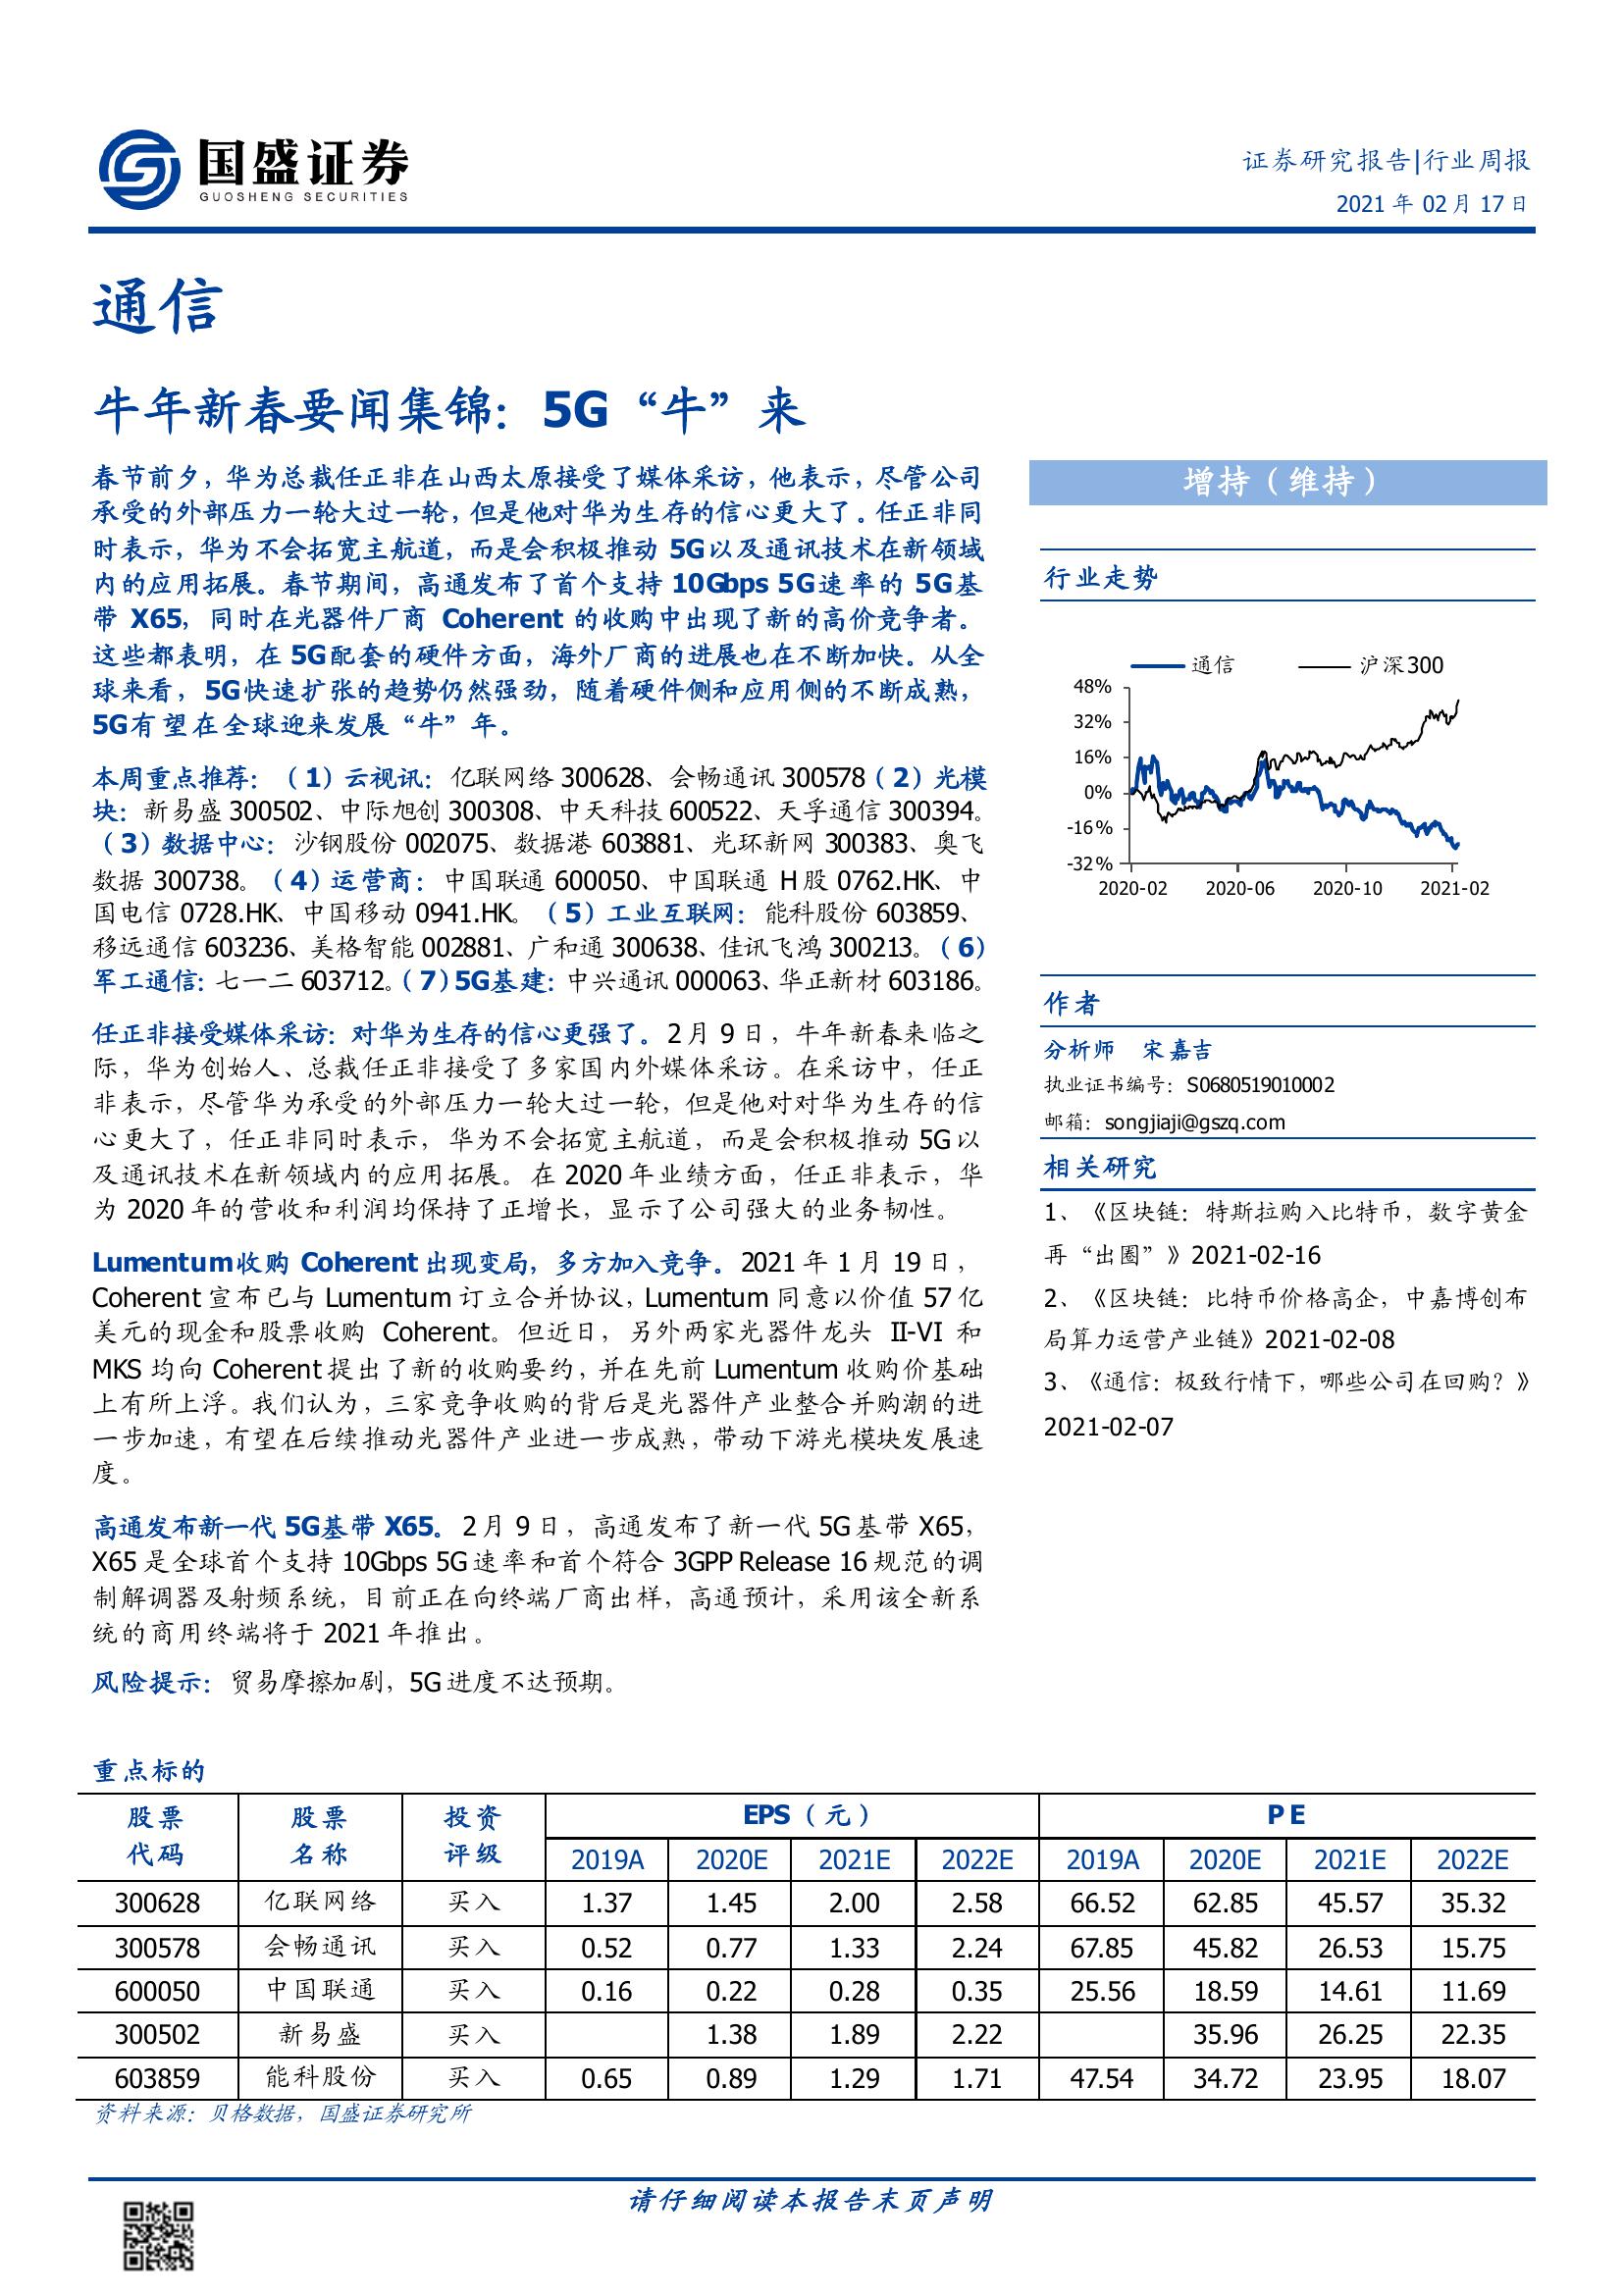 国盛证券
GUOSHENG SECURITIES
证券研究报告|行业周报
2021 年 02 月 17 日
通信
牛年新春要闻集锦：5G“牛”来
春节前夕，华为总裁任正非在山西太原接受了媒体采访，他表示，尽管公司
承受的外部压力一轮大过一轮，但是他对华为生存的信心更大了。任正非同
时表示，华为不会拓宽主航道，而是会积极推动 5G以及通讯技术在新领域
内的应用拓展。春节期间，高通发布了首个支持 10Gbps 5G速率的 5G基
带 X65，同时在光器件厂商 Coherent 的收购中出现了新的高价竞争者。
这些都表明，在 5G配套的硬件方面，海外厂商的进展也在不断加快。从全
球来看，5G快速扩张的趋势仍然强劲，随着硬件侧和应用侧的不断成熟，
5G有望在全球迎来发展“牛”年。
本周重点推荐：（1）云视讯：亿联网络 300628、会畅通讯 300578（2）光模
块：新易盛 300502、中际旭创 300308、中天科技 600522、天孚通信 300394。
（3）数据中心：沙钢股份 002075、数据港 603881、光环新网 300383、奥飞
数据 300738。（4）运营商：中国联通 600050、中国联通 H 股 0762.HK、中
国电信 0728.HK、中国移动 0941.HK。（5）工业互联网：能科股份 603859、
移远通信 603236、美格智能 002881、广和通 300638、佳讯飞鸿 300213。（6）
军工通信：七一二 603712。（7）5G基建：中兴通讯 000063、华正新材 603186。
任正非接受媒体采访：对华为生存的信心更强了。2 月 9 日，牛年新春来临之
际，华为创始人、总裁任正非接受了多家国内外媒体采访。在采访中，任正
非表示，尽管华为承受的外部压力一轮大过一轮，但是他对对华为生存的信
心更大了，任正非同时表示，华为不会拓宽主航道，而是会积极推动 5G以
及通讯技术在新领域内的应用拓展。在 2020 年业绩方面，任正非表示，华
为 2020 年的营收和利润均保持了正增长，显示了公司强大的业务韧性。
Lumentum收购 Coherent 出现变局，多方加入竞争。2021 年 1 月 19 日，
Coherent 宣布已与 Lumentum 订立合并协议，Lumentum 同意以价值 57 亿
美元的现金和股票收购 Coherent。但近日，另外两家光器件龙头 II-VI 和
MKS 均向 Coherent提出了新的收购要约，并在先前 Lumentum 收购价基础
上有所上浮。我们认为，三家竞争收购的背后是光器件产业整合并购潮的进
一步加速，有望在后续推动光器件产业进一步成熟，带动下游光模块发展速
度。
高通发布新一代 5G基带 X65。2 月 9 日，高通发布了新一代 5G基带 X65，
X65 是全球首个支持 10Gbps 5G速率和首个符合 3GPP Release 16 规范的调
制解调器及射频系统，目前正在向终端厂商出样，高通预计，采用该全新系
统的商用终端将于 2021 年推出。
风险提示：贸易摩擦加剧，5G进度不达预期。
增持（维持）
行业走势
通信 沪深300
48%
32%
16%
0%
-16%
-32%
2020-02 2020-06 2020-10 2021-02
作者
分析师 宋嘉吉
执业证书编号：S0680519010002
邮箱：songjiaji@gszq.com
相关研究
1、《区块链：特斯拉购入比特币，数字黄金
再“出圈”》2021-02-16
2、《区块链：比特币价格高企，中嘉博创布
局算力运营产业链》2021-02-08
3、《通信：极致行情下，哪些公司在回购？》
2021-02-07
重点标的
股票 股票 投资 EPS（元） P E
代码 名称 评级 2019A 2020E 2021E 2022E 2019A 2020E 2021E 2022E
300628 亿联网络 买入 1.37 1.45 2.00 2.58 66.52 62.85 45.57 35.32
300578 会畅通讯 买入 0.52 0.77 1.33 2.24 67.85 45.82 26.53 15.75
600050 中国联通 买入 0.16 0.22 0.28 0.35 25.56 18.59 14.61 11.69
300502 新易盛 买入 1.38 1.89 2.22 35.96 26.25 22.35
603859 能科股份 买入 0.65 0.89 1.29 1.71 47.54 34.72 23.95 18.07
资料来源：贝格数据，国盛证券研究所
请仔细阅读本报告末页声明